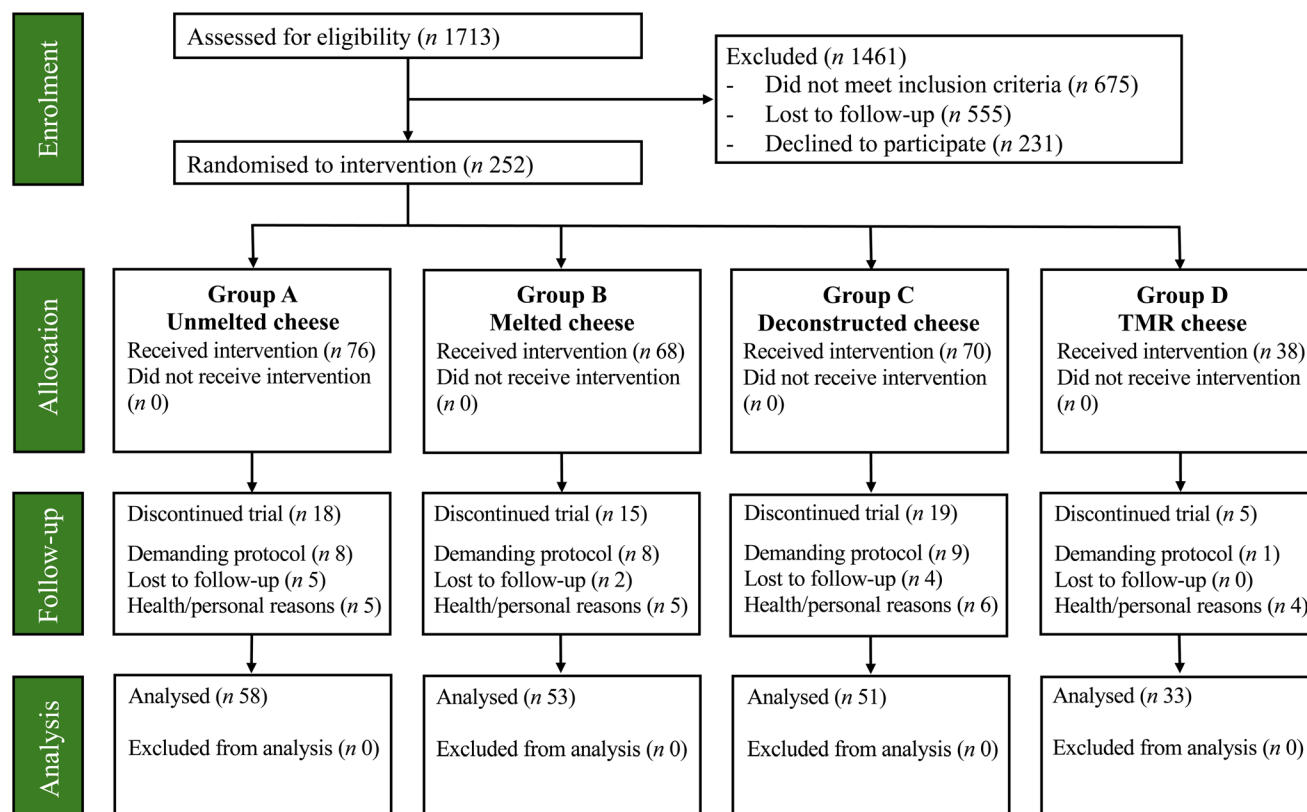 Enrolment
Assessed for eligibility (n 1713)
Excluded (n 1461)
- Did not meet inclusion criteria (n 675)
- Lost to follow-up (n 555)
- Declined to participate (n 231)
Randomised to intervention (n 252)
Allocation
Group A
Unmelted cheese
Received intervention (n 76)
Did not receive intervention
(n 0)
Group B
Melted cheese
Received intervention (n 68)
Did not receive intervention
(n 0)
Group C
Deconstructed cheese
Received intervention (n 70)
Did not receive intervention
(n 0)
Group D
TMR cheese
Received intervention (n 38)
Did not receive intervention
(n 0)
Follow-up
Discontinued trial (n 18)
Demanding protocol (n 8)
Lost to follow-up (n 5)
Health/personal reasons (n 5)
Discontinued trial (n 15)
Demanding protocol (n 8)
Lost to follow-up (n 2)
Health/personal reasons (n 5)
Discontinued trial (n 19)
Demanding protocol (n 9)
Lost to follow-up (n 4)
Health/personal reasons (n 6)
Discontinued trial (n 5)
Demanding protocol (n 1)
Lost to follow-up (n 0)
Health/personal reasons (n 4)
Analysis
Analysed (n 58)
Excluded from analysis (n 0)
Analysed (n 53)
Excluded from analysis (n 0)
Analysed (n 51)
Excluded from analysis (n 0)
Analysed (n 33)
Excluded from analysis (n 0)